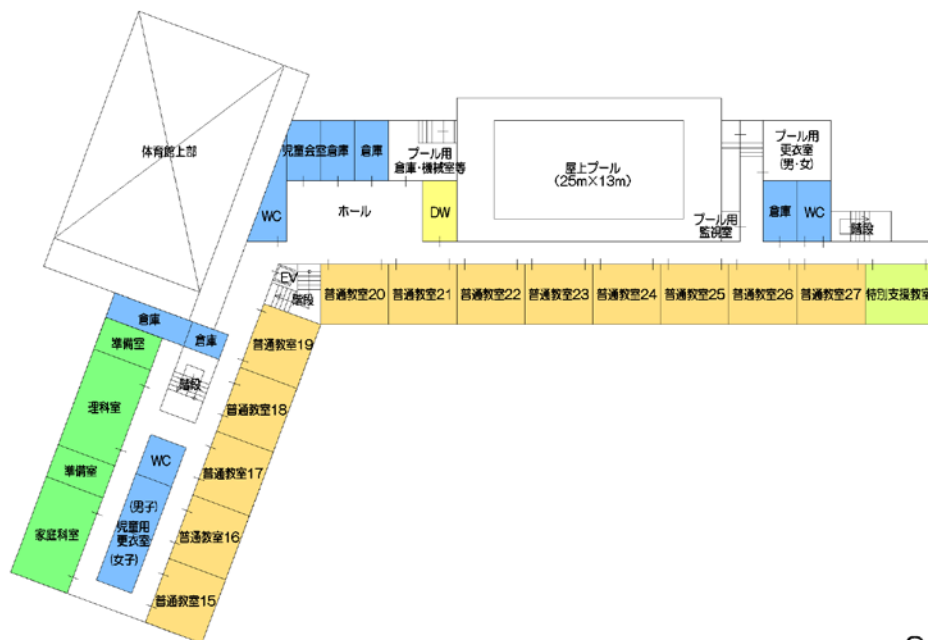 体育館上部
児童会室
倉庫
倉庫
プール用
倉庫・機械室等
屋上プール
(25m×13m)
プール用
更衣室
(男・女)
WC
ホール
DW
プール用
監視室
倉庫
WC
階段
EV
階段
普通教室20
普通教室21
普通教室22
普通教室23
普通教室24
普通教室25
普通教室26
普通教室27
特別支援教室
倉庫
倉庫
準備室
普通教室19
階段
理科室
普通教室18
準備室
WC
普通教室17
家庭科室
(男子)
児童用
更衣室
(女子)
普通教室16
普通教室15